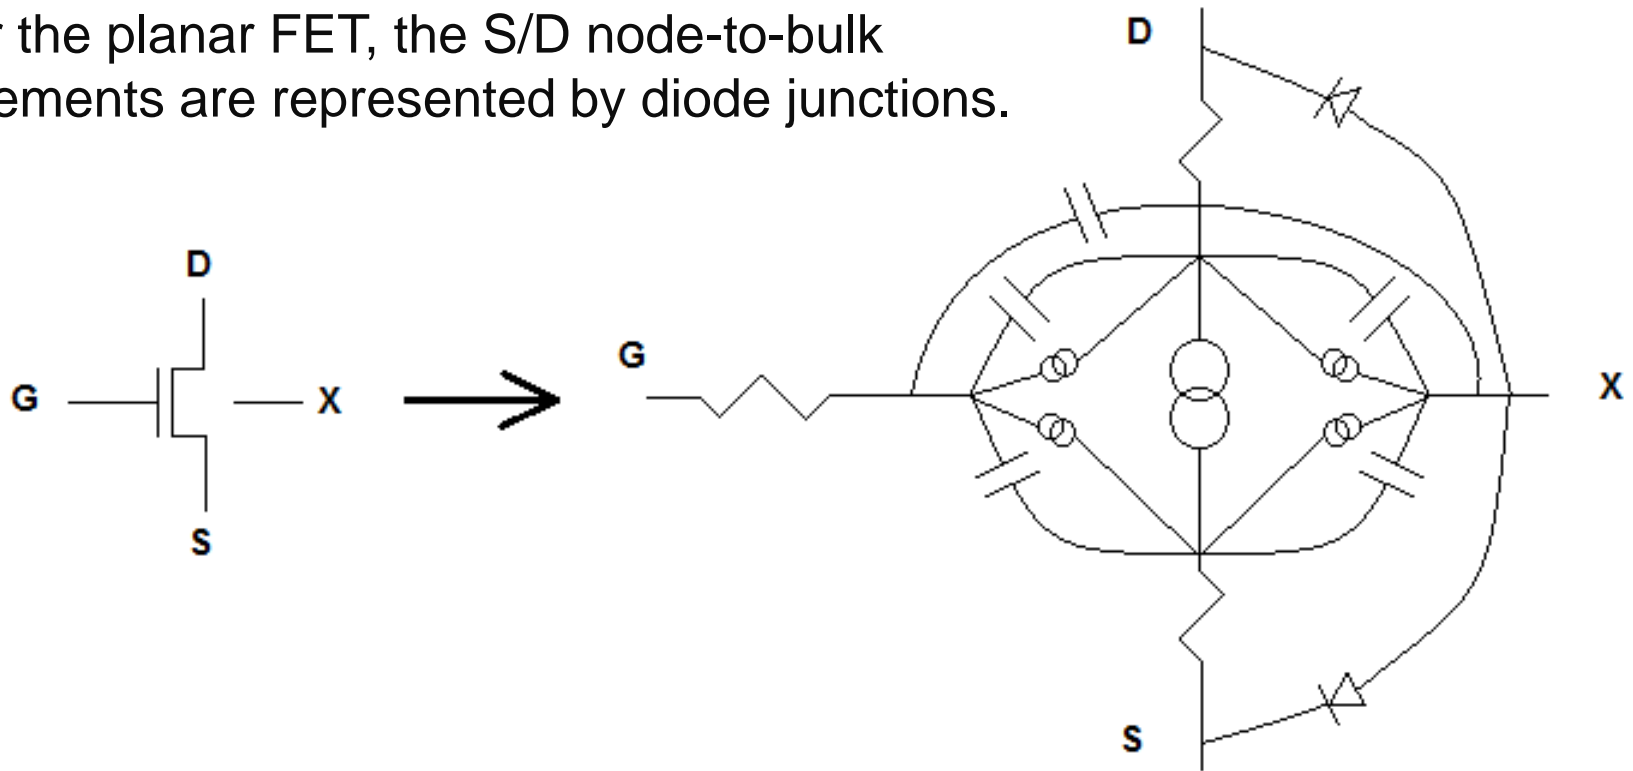 r the planar FET, the S/D node-to-bulk
ements are represented by diode junctions.
D
D
G
X
S
G
X
S